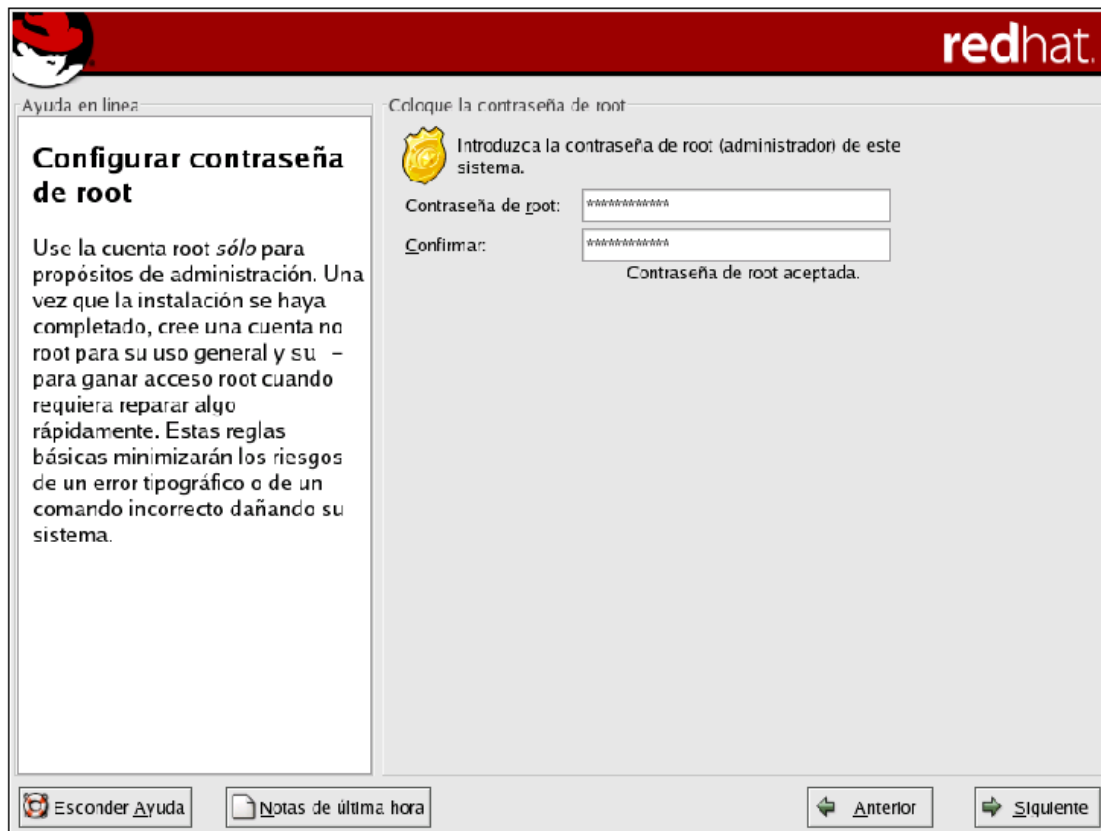 redhat.
Ayuda en línea
Configurar contraseña
de root
Use la cuenta root sólo para
propósitos de administración. Una
vez que la instalación se haya
completado, cree una cuenta no
root para su uso general y su -
para ganar acceso root cuando
requiera reparar algo
rápidamente. Estas reglas
básicas minimizarán los riesgos
de un error tipográfico o de un
comando incorrecto dañando su
sistema.
Coloque la contraseña de root
Introduzca la contraseña de root (administrador) de este
sistema.
Contraseña de root: ************
Confirmar: ************
Contraseña de root aceptada.
Esconder Ayuda
Notas de última hora
Anterior
Siguiente